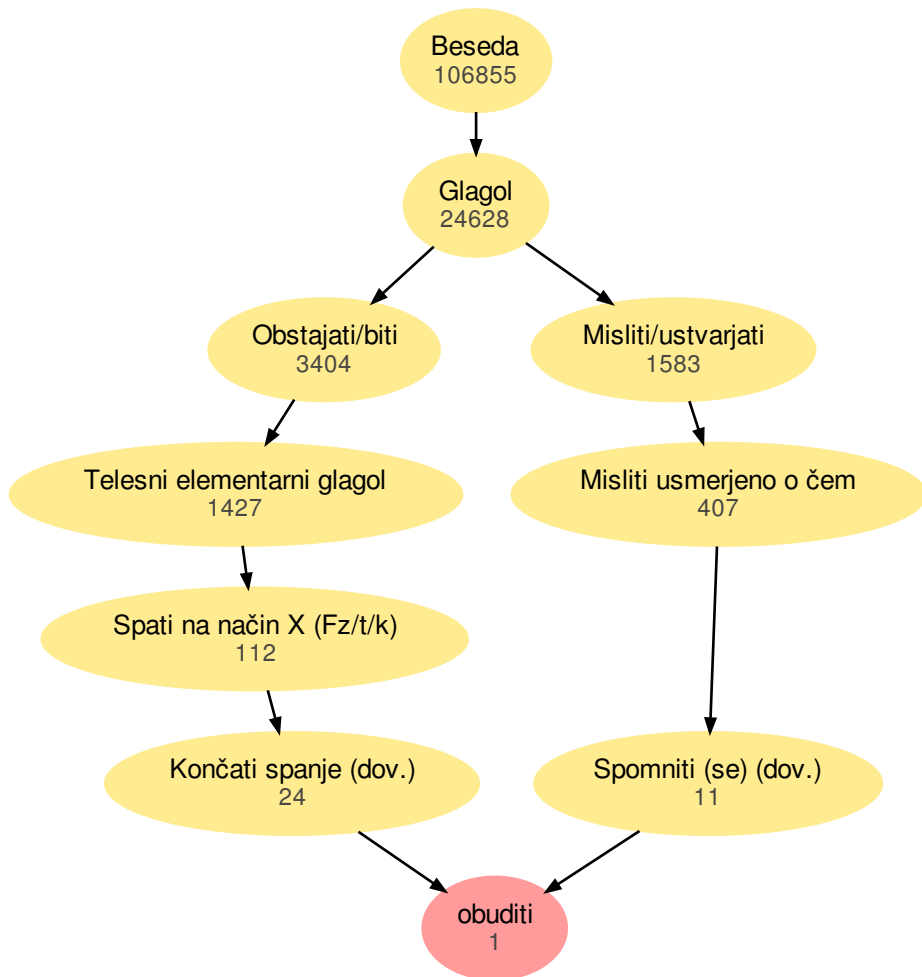 Beseda
106855
Glagol
24628
Obstajati/biti
3404
Misliti/ustvarjati
1583
Telesni elementarni glagol
1427
Misliti usmerjeno o čem
407
Spati na način X (Fz/t/k)
112
Končati spanje (dov.)
24
Spomniti (se) (dov.)
11
obuditi
1